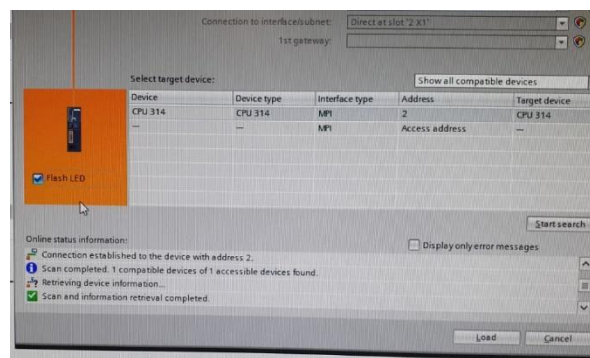 Connection to interface/subnet: Direct at slot '2 X1'
1st gateway:
Select target device: Show all compatible devices
Device Device type Interface type Address Target device
CPU 314 CPU 314 MPI 2 CPU 314
— — MPI Access address —
Flash LED
Start search
Online status information: Display only error messages
Connection established to the device with address 2.
Scan completed. 1 compatible devices of 1 accessible devices found.
Retrieving device information...
Scan and information retrieval completed.
Load Cancel